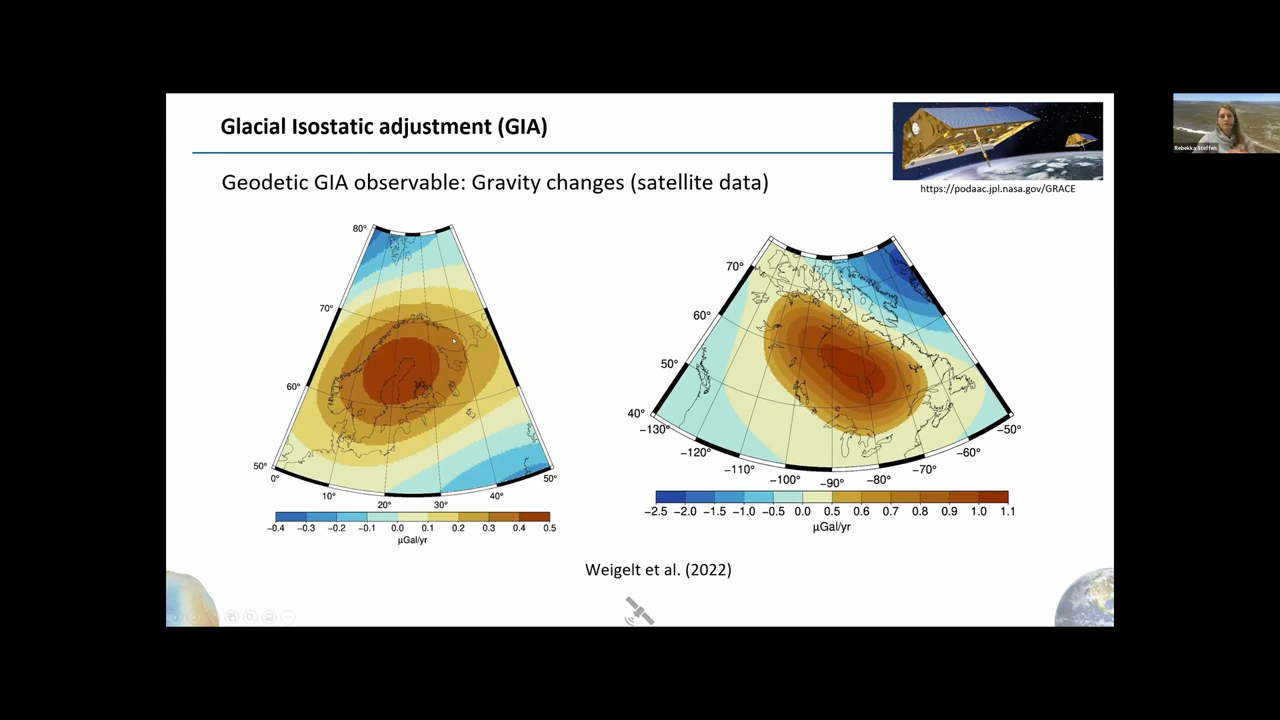 Glacial Isostatic adjustment (GIA)
Geodetic GIA observable: Gravity changes (satellite data)
https://podaac.jpl.nasa.gov/GRACE
Rebekka Steffen
80°
70°
60°
50°
0°
10°
20°
30°
40°
50°
−0.4 −0.3 −0.2 −0.1 0.0 0.1 0.2 0.3 0.4 0.5
µGal/yr
70°
60°
50°
40°
−130°
−120°
−110°
−100°
−90°
−80°
−70°
−60°
−50°
−2.5 −2.0 −1.5 −1.0 −0.5 0.0 0.5 0.6 0.7 0.8 0.9 1.0 1.1
µGal/yr
Weigelt et al. (2022)